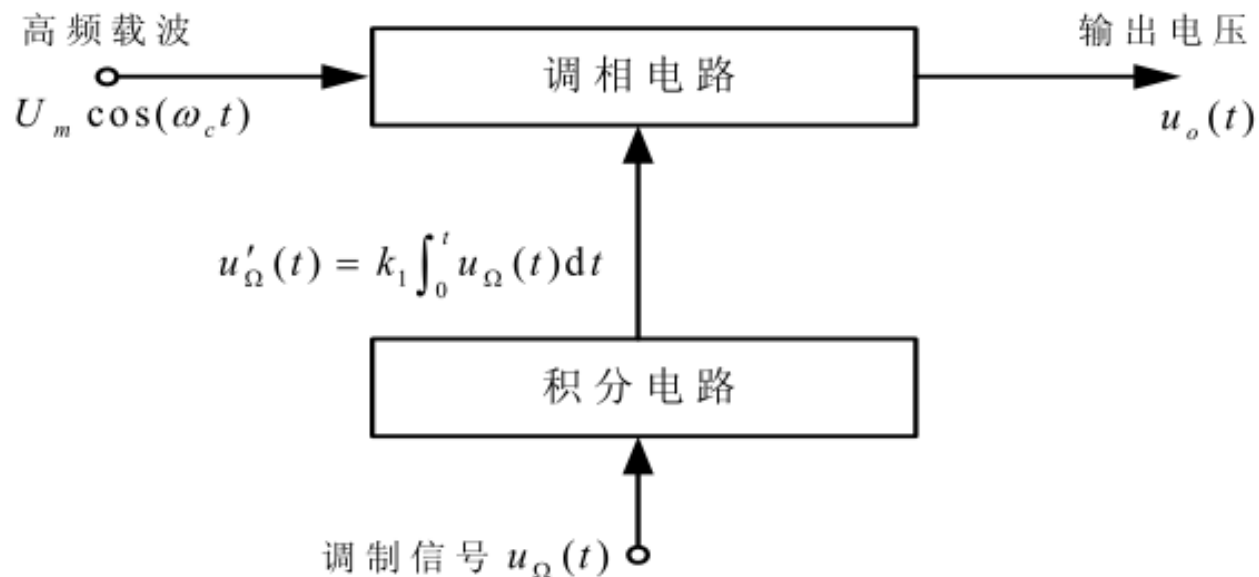 高频载波
输出电压
调相电路
U_m cos(ω_c t)
u_o(t)
u′_Ω(t) = k_1 ∫_0^t u_Ω(t)dt
积分电路
调制信号 u_Ω(t)